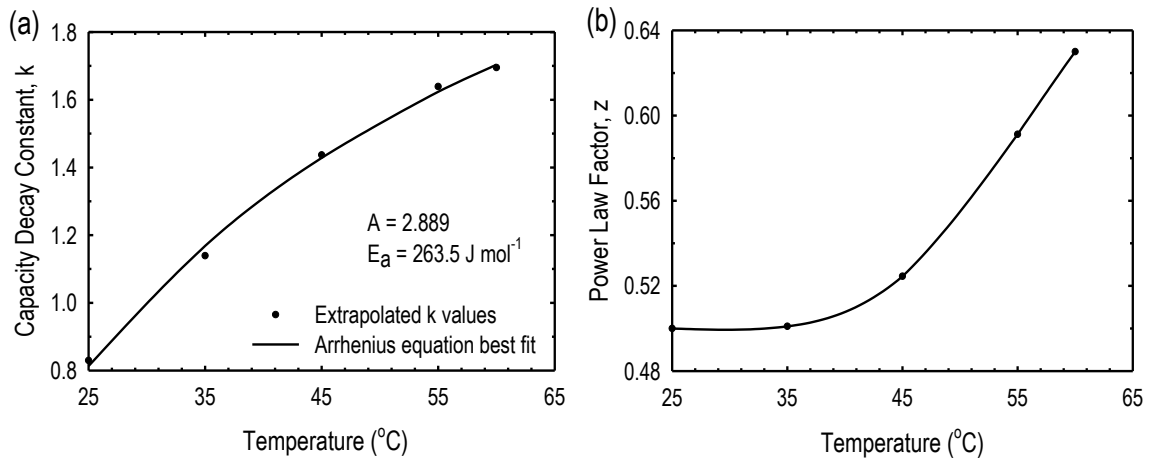 (a)
1.8
1.6
1.4
1.2
1.0
0.8
Capacity Decay Constant, k
A = 2.889
Ea = 263.5 J mol-1
Extrapolated k values
Arrhenius equation best fit
25 35 45 55 65
Temperature (oC)
(b)
0.64
0.60
0.56
0.52
0.48
Power Law Factor, z
25 35 45 55 65
Temperature (oC)